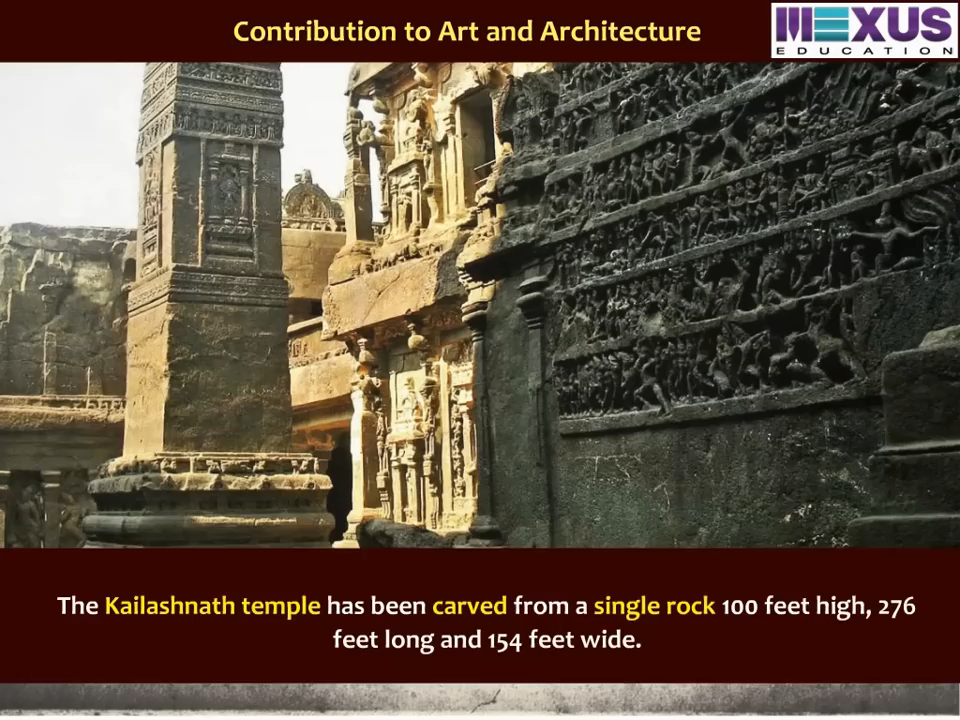 Contribution to Art and Architecture
MEXUS
EDUCATION
The Kailashnath temple has been carved from a single rock 100 feet high, 276
feet long and 154 feet wide.